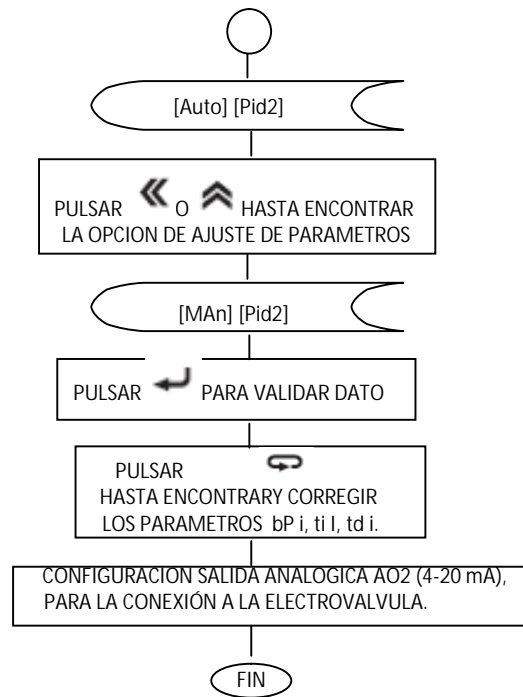 [Auto] [Pid2]
PULSAR O HASTA ENCONTRAR
LA OPCION DE AJUSTE DE PARAMETROS
[MAn] [Pid2]
PULSAR PARA VALIDAR DATO
PULSAR
HASTA ENCONTRARY CORREGIR
LOS PARAMETROS bP i, ti I, td i.
CONFIGURACION SALIDA ANALOGICA AO2 (4-20 mA),
PARA LA CONEXIÓN A LA ELECTROVALVULA.
FIN